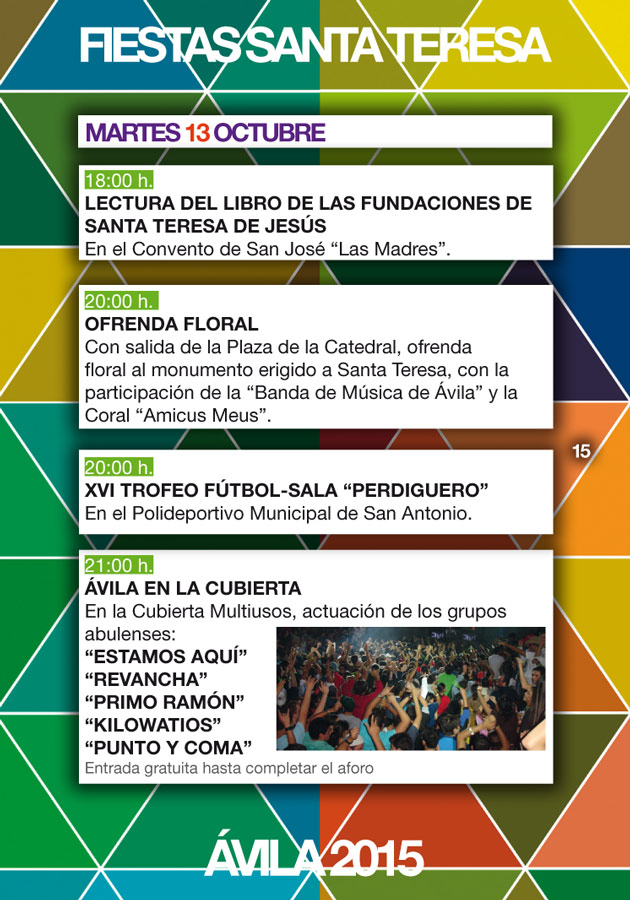 FIESTAS SANTA TERESA
MARTES 13 OCTUBRE
18:00 h.
LECTURA DEL LIBRO DE LAS FUNDACIONES DE
SANTA TERESA DE JESÚS
En el Convento de San José “Las Madres”.
20:00 h.
OFRENDA FLORAL
Con salida de la Plaza de la Catedral, ofrenda
floral al monumento erigido a Santa Teresa, con la
participación de la “Banda de Música de Ávila” y la
Coral “Amicus Meus”.
15
20:00 h.
XVI TROFEO FÚTBOL-SALA “PERDIGUERO”
En el Polideportivo Municipal de San Antonio.
21:00 h.
ÁVILA EN LA CUBIERTA
En la Cubierta Multiusos, actuación de los grupos
abulenses:
“ESTAMOS AQUÍ”
“REVANCHA”
“PRIMO RAMÓN”
“KILOWATIOS”
“PUNTO Y COMA”
Entrada gratuita hasta completar el aforo
ÁVILA 2015